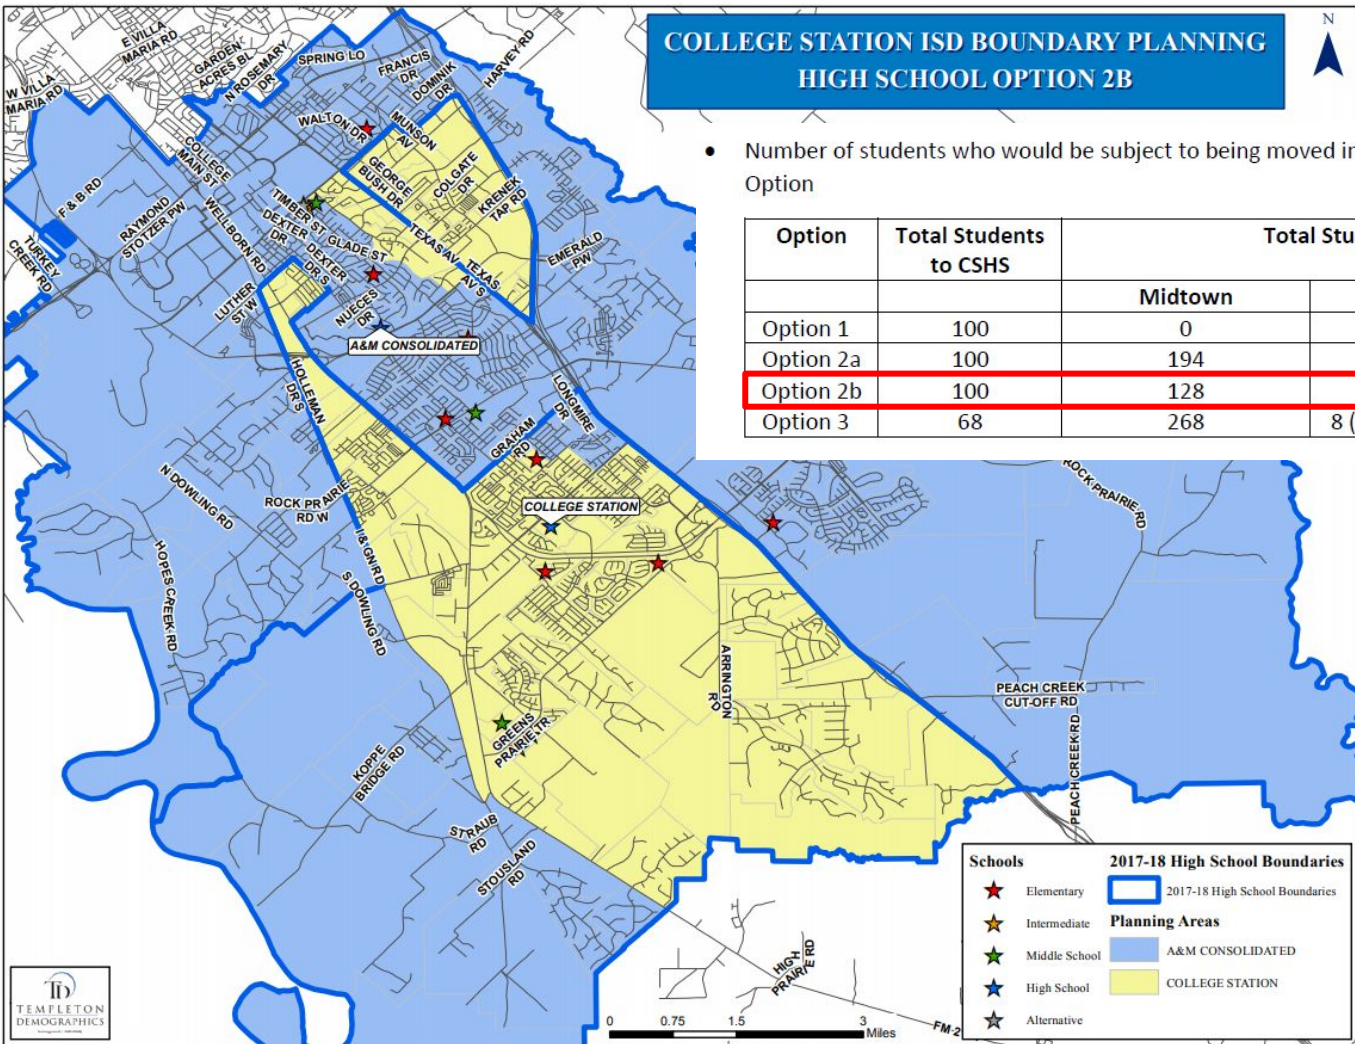 COLLEGE STATION ISD BOUNDARY PLANNING
HIGH SCHOOL OPTION 2B
N
• Number of students who would be subject to being moved in
Option
Option Total Students Total Stu
to CSHS
Midtown
Option 1 100 0
Option 2a 100 194
Option 2b 100 128
Option 3 68 268 8 (
E VILLA
MARIA RD
W VILLA
MARIA RD
GARDEN
ACRES BL
N ROSEMARY
DR
SPRING LO
FRANCIS
DR
DOMINIK
DR
HARVEY RD
WALTON DR
MUNSON
AV
COLLEGE
MAIN ST
GEORGE
BUSH DR
COLGATE
DR
KRENEK
TAP RD
F & B RD
RAYMOND
STOTZER PW
WELLBORN RD
TURKEY
CREEK RD
TIMBER ST
GLADE ST
DEXTER
DR
DEXTER
DR S
TEXAS AV
TEXAS
AV S
EMERALD
PW
LUTHER
ST W
NUECES
DR
A&M CONSOLIDATED
HOLLEMAN
DR S
LONGMIRE
DR
GRAHAM
RD
N DOWLING RD
ROCK PRAIRIE
RD W
COLLEGE STATION
ROCK PRAIRIE RD
HOPES CREEK RD
I & GN RD
S DOWLING RD
ARRINGTON
RD
PEACH CREEK
CUT-OFF RD
PEACH CREEK RD
GREENS
PRAIRIE TR
KOPPE
BRIDGE RD
STRAUB
RD
STOUSLAND
RD
HIGH
PRAIRIE RD
FM 2
Schools
Elementary
Intermediate
Middle School
High School
Alternative
2017-18 High School Boundaries
2017-18 High School Boundaries
Planning Areas
A&M CONSOLIDATED
COLLEGE STATION
TD
TEMPLETON
DEMOGRAPHICS
0 0.75 1.5 3
Miles